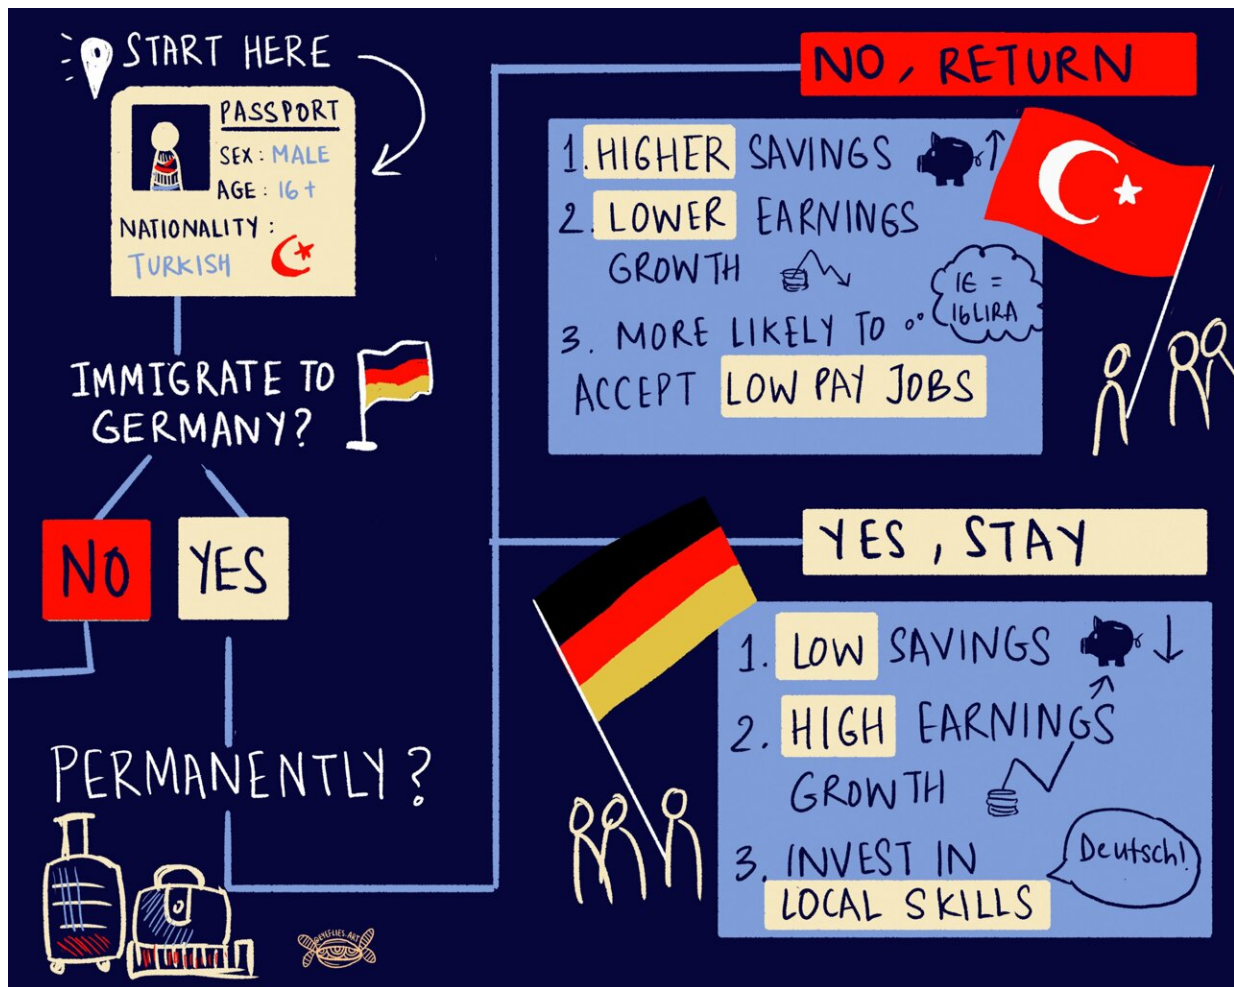 START HERE
PASSPORT
SEX : MALE
AGE : 16+
NATIONALITY :
TURKISH
IMMIGRATE TO
GERMANY?
NO
YES
PERMANENTLY?
@EYEFLIES.ART
NO, RETURN
1. HIGHER SAVINGS
2. LOWER EARNINGS
GROWTH
1€ =
16LIRA
3. MORE LIKELY TO
ACCEPT LOW PAY JOBS
YES, STAY
1. LOW SAVINGS
2. HIGH EARNINGS
GROWTH
3. INVEST IN
LOCAL SKILLS
Deutsch!